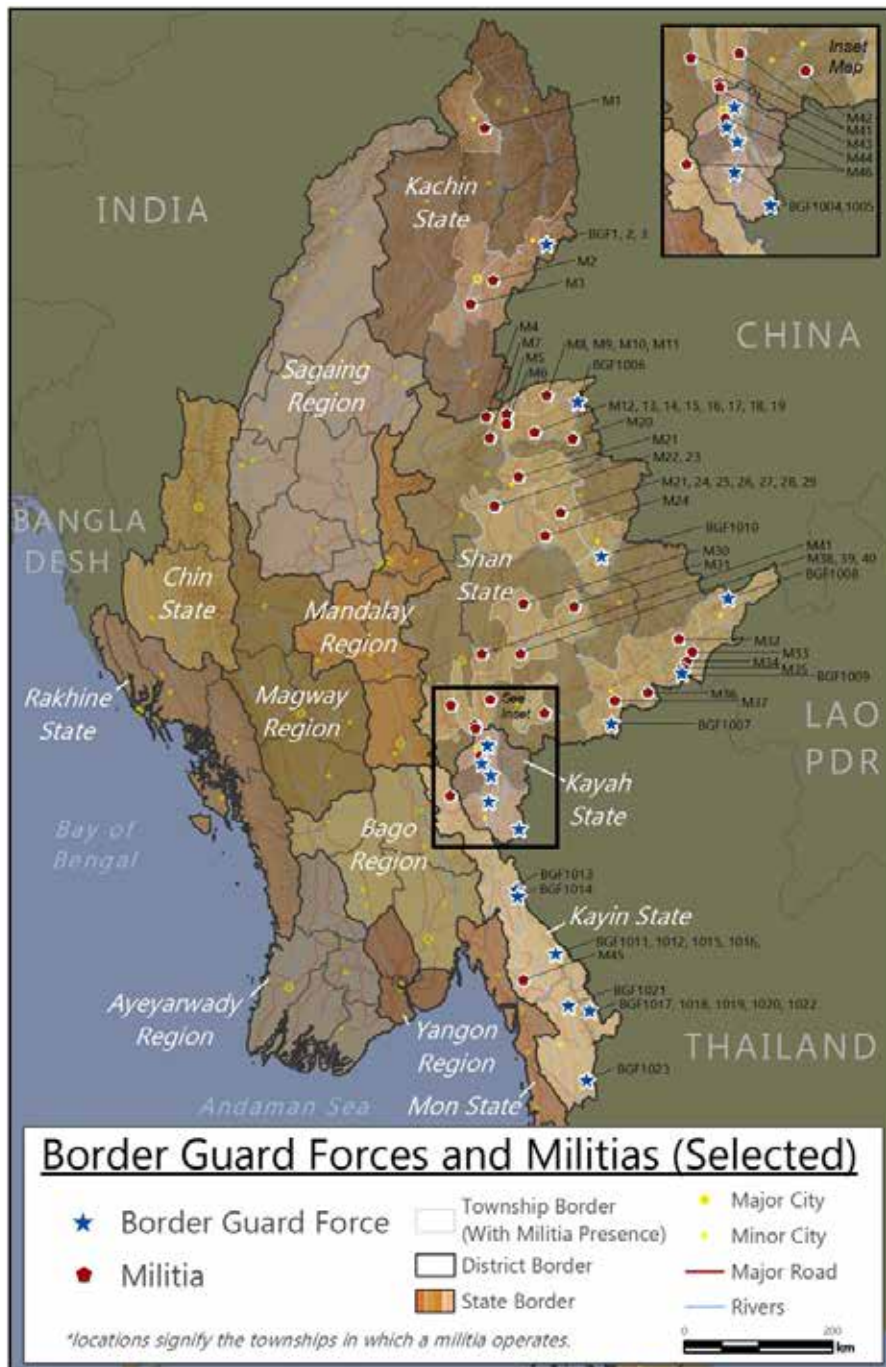 Inset
Map
M42
M41
M43
M44
M46
BGF1004,1005
M1
Kachin
State
INDIA
BGF1, 2, 3
M2
M3
CHINA
M4
M7
M5
M6
M8, M9, M10, M11
BGF1006
Sagaing
Region
M12, 13, 14, 15, 16, 17, 18, 19
M20
M21
M22, 23
M21, 24, 25, 26, 27, 28, 29
M24
BANGLA
DESH
BGF1010
M30
M31
M41
M38, 39, 40
BGF1008
Shan
State
Chin
State
Mandalay
Region
M32
M33
M34
M35
BGF1009
M36
M37
BGF1007
Rakhine
State
Magway
Region
See
Inset
LAO
PDR
Kayah
State
Bay of
Bengal
Bago
Region
BGF1013
BGF1014
Kayin State
BGF1011, 1012, 1015, 1016,
M45
BGF1021
BGF1017, 1018, 1019, 1020, 1022
Ayeyarwady
Region
Yangon
Region
THAILAND
BGF1023
Andaman Sea
Mon State
Border Guard Forces and Militias (Selected)
Border Guard Force
Militia
Township Border
(With Militia Presence)
District Border
State Border
Major City
Minor City
Major Road
Rivers
0 200
km
*locations signify the townships in which a militia operates.